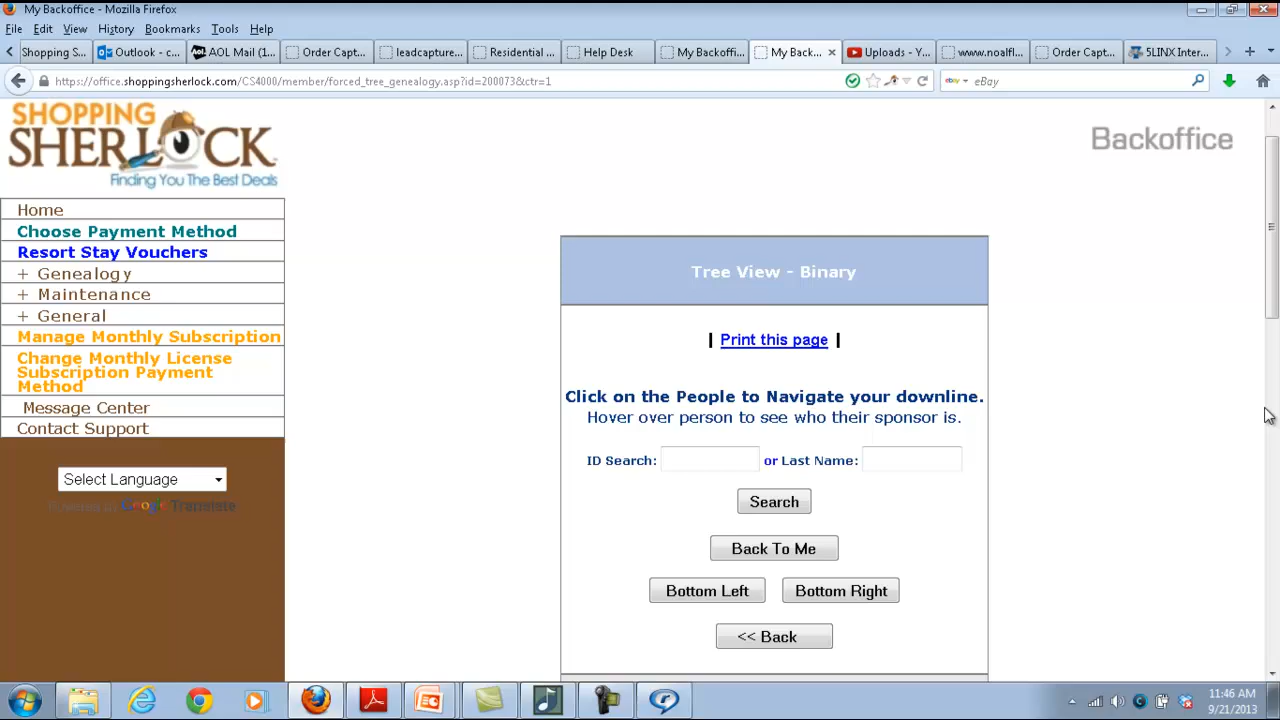 My Backoffice - Mozilla Firefox
File Edit View History Bookmarks Tools Help
Shopping S... Outlook - c... AOL Mail (1... Order Capt... leadcapture... Residential ... Help Desk My Backoffi... My Back... × Uploads - Y... www.noalfl... Order Capt... 5LINX Inter...
https://office.shoppingsherlock.com/CS4000/member/forced_tree_genealogy.asp?id=200073&ctr=1
eBay
SHOPPING
SHERLOCK
Finding You The Best Deals
Backoffice
Home
Choose Payment Method
Resort Stay Vouchers
+ Genealogy
+ Maintenance
+ General
Manage Monthly Subscription
Change Monthly License
Subscription Payment
Method
Message Center
Contact Support
Select Language
Powered by Google Translate
Tree View - Binary
| Print this page |
Click on the People to Navigate your downline.
Hover over person to see who their sponsor is.
ID Search: or Last Name:
Search
Back To Me
Bottom Left Bottom Right
<< Back
11:46 AM
9/21/2013